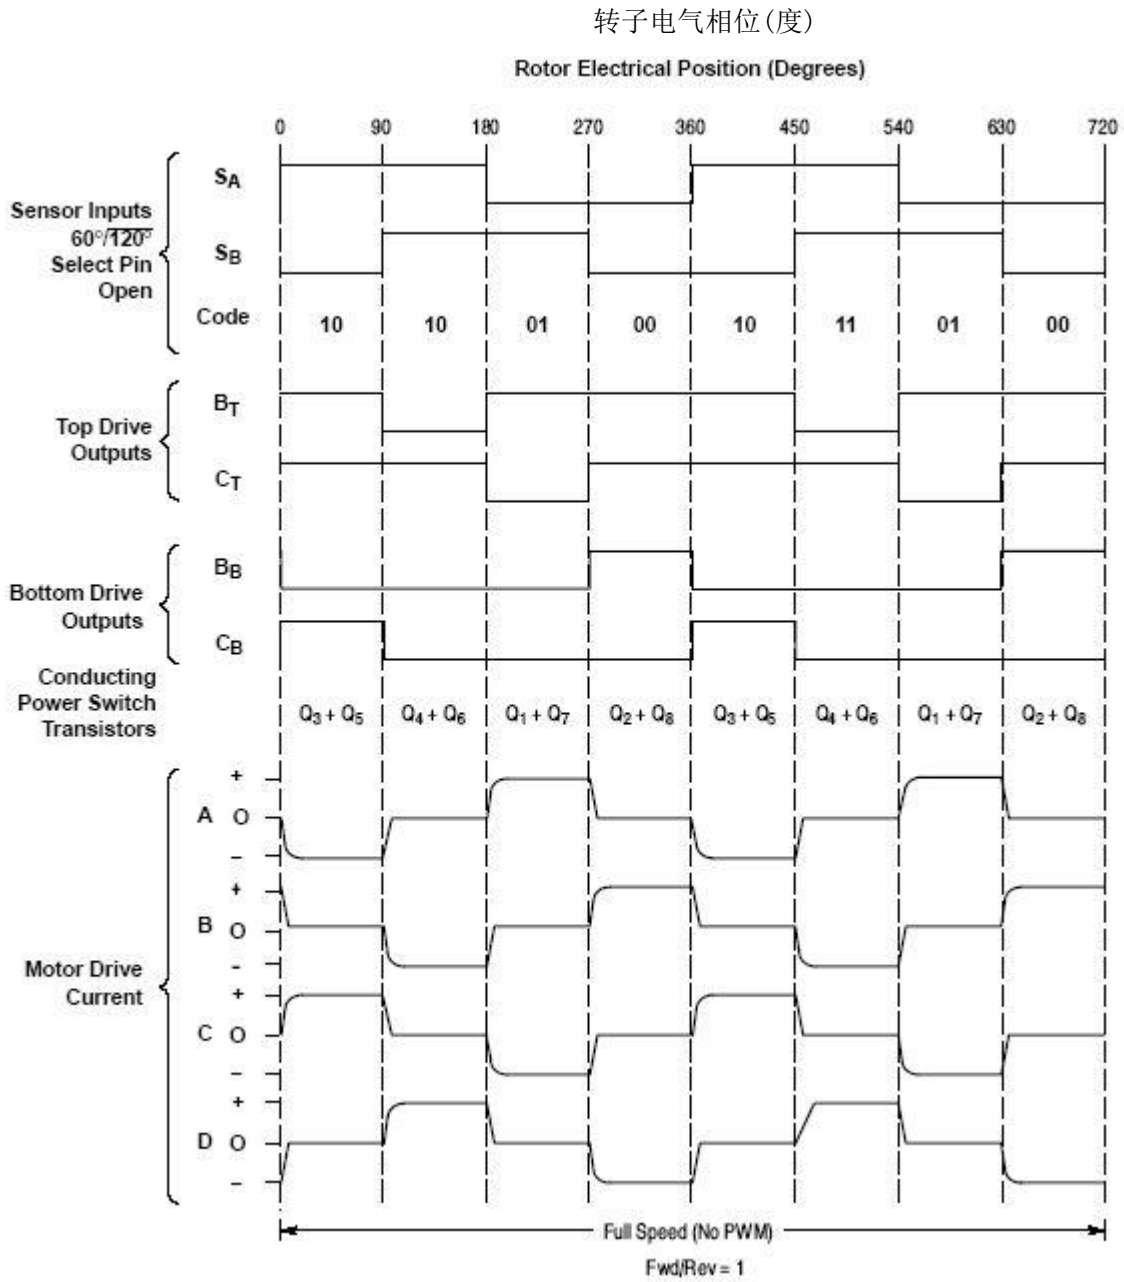 转子电气相位(度)
Rotor Electrical Position (Degrees)
0 90 180 270 360 450 540 630 720
Sensor Inputs
60°/120°
Select Pin
Open
SA
SB
Code 10 10 01 00 10 11 01 00
Top Drive
Outputs
BT
CT
Bottom Drive
Outputs
BB
CB
Conducting
Power Switch
Transistors
Q3 + Q5 Q4 + Q6 Q1 + Q7 Q2 + Q8 Q3 + Q5 Q4 + Q6 Q1 + Q7 Q2 + Q8
Motor Drive
Current
+
A O
−
+
B O
−
+
C O
−
+
D O
−
Full Speed (No PWM)
Fwd/Rev = 1